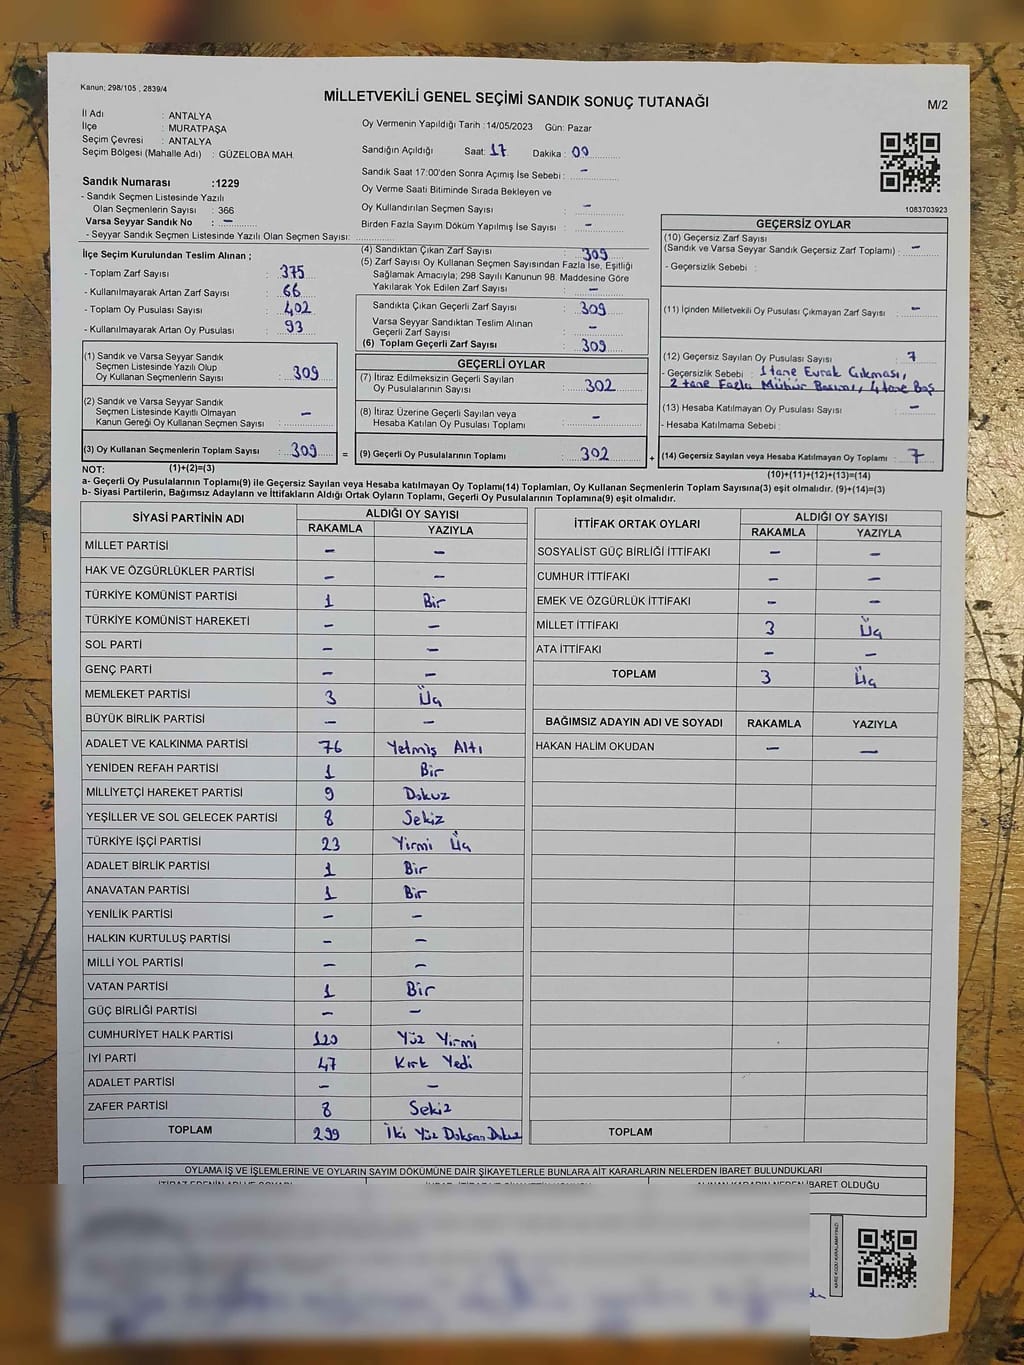 Kanun; 298/105 , 2839/4
MİLLETVEKİLİ GENEL SEÇİMİ SANDIK SONUÇ TUTANAĞI
M/2
İl Adı : ANTALYA
İlçe : MURATPAŞA
Seçim Çevresi : ANTALYA
Seçim Bölgesi (Mahalle Adı) : GÜZELOBA MAH.
Oy Vermenin Yapıldığı Tarih :14/05/2023 Gün: Pazar
Sandığın Açıldığı Saat: 17 Dakika : 00
Sandık Saat 17:00'den Sonra Açımış İse Sebebi : -
Oy Verme Saati Bitiminde Sırada Bekleyen ve
Oy Kullandırılan Seçmen Sayısı : -
Birden Fazla Sayım Döküm Yapılmış İse Sayısı : -
1083703923
Sandık Numarası :1229
- Sandık Seçmen Listesinde Yazılı
Olan Seçmenlerin Sayısı : 366
Varsa Seyyar Sandık No : -
- Seyyar Sandık Seçmen Listesinde Yazılı Olan Seçmen Sayısı:
İlçe Seçim Kurulundan Teslim Alınan ;
- Toplam Zarf Sayısı : 375
- Kullanılmayarak Artan Zarf Sayısı : 66
- Toplam Oy Pusulası Sayısı : 402
- Kullanılmayarak Artan Oy Pusulası : 93
(1) Sandık ve Varsa Seyyar Sandık
Seçmen Listesinde Yazılı Olup
Oy Kullanan Seçmenlerin Sayısı : 309
(2) Sandık ve Varsa Seyyar Sandık
Seçmen Listesinde Kayıtlı Olmayan
Kanun Gereği Oy Kullanan Seçmen Sayısı : -
(3) Oy Kullanan Seçmenlerin Toplam Sayısı : 309
(4) Sandıktan Çıkan Zarf Sayısı : 309
(5) Zarf Sayısı Oy Kullanan Seçmen Sayısından Fazla İse, Eşitliği
Sağlamak Amacıyla; 298 Sayılı Kanunun 98. Maddesine Göre
Yakılarak Yok Edilen Zarf Sayısı : -
Sandıkta Çıkan Geçerli Zarf Sayısı : 309
Varsa Seyyar Sandıktan Teslim Alınan
Geçerli Zarf Sayısı : -
(6) Toplam Geçerli Zarf Sayısı : 309
GEÇERLİ OYLAR
(7) İtiraz Edilmeksizin Geçerli Sayılan
Oy Pusulalarının Sayısı : 302
(8) İtiraz Üzerine Geçerli Sayılan veya
Hesaba Katılan Oy Pusulaları Toplamı : -
= (9) Geçerli Oy Pusulalarının Toplamı : 302 +
GEÇERSİZ OYLAR
(10) Geçersiz Zarf Sayısı
(Sandık ve Varsa Seyyar Sandık Geçersiz Zarf Toplamı) : -
- Geçersizlik Sebebi :
(11) İçinden Milletvekili Oy Pusulası Çıkmayan Zarf Sayısı : -
(12) Geçersiz Sayılan Oy Pusulası Sayısı : 7
- Geçersizlik Sebebi : 1 tane Evrak Çıkması,
2 tane Fazla Mühür Basımı, 4 tane Boş
(13) Hesaba Katılmayan Oy Pusulası Sayısı : -
- Hesaba Katılmama Sebebi :
(14) Geçersiz Sayılan veya Hesaba Katılmayan Oy Toplamı : 7
NOT: (1)+(2)=(3) (10)+(11)+(12)+(13)=(14)
a- Geçerli Oy Pusulalarının Toplamı(9) ile Geçersiz Sayılan veya Hesaba katılmayan Oy Toplamı(14) Toplamları, Oy Kullanan Seçmenlerin Toplam Sayısına(3) eşit olmalıdır. (9)+(14)=(3)
b- Siyasi Partilerin, Bağımsız Adayların ve İttifakların Aldığı Ortak Oyların Toplamı, Geçerli Oy Pusulalarının Toplamına(9) eşit olmalıdır.
SİYASİ PARTİNİN ADI ALDIĞI OY SAYISI
RAKAMLA YAZIYLA
MİLLET PARTİSİ - -
HAK VE ÖZGÜRLÜKLER PARTİSİ - -
TÜRKİYE KOMÜNİST PARTİSİ 1 Bir
TÜRKİYE KOMÜNİST HAREKETİ - -
SOL PARTİ - -
GENÇ PARTİ - -
MEMLEKET PARTİSİ 3 Üç
BÜYÜK BİRLİK PARTİSİ - -
ADALET VE KALKINMA PARTİSİ 76 Yetmiş Altı
YENİDEN REFAH PARTİSİ 1 Bir
MİLLİYETÇİ HAREKET PARTİSİ 9 Dokuz
YEŞİLLER VE SOL GELECEK PARTİSİ 8 Sekiz
TÜRKİYE İŞÇİ PARTİSİ 23 Yirmi Üç
ADALET BİRLİK PARTİSİ 1 Bir
ANAVATAN PARTİSİ 1 Bir
YENİLİK PARTİSİ - -
HALKIN KURTULUŞ PARTİSİ - -
MİLLİ YOL PARTİSİ - -
VATAN PARTİSİ 1 Bir
GÜÇ BİRLİĞİ PARTİSİ - -
CUMHURİYET HALK PARTİSİ 120 Yüz Yirmi
İYİ PARTİ 47 Kırk Yedi
ADALET PARTİSİ - -
ZAFER PARTİSİ 8 Sekiz
TOPLAM 299 İki Yüz Doksan Dokuz
İTTİFAK ORTAK OYLARI ALDIĞI OY SAYISI
RAKAMLA YAZIYLA
SOSYALİST GÜÇ BİRLİĞİ İTTİFAKI - -
CUMHUR İTTİFAKI - -
EMEK VE ÖZGÜRLÜK İTTİFAKI - -
MİLLET İTTİFAKI 3 Üç
ATA İTTİFAKI - -
TOPLAM 3 Üç
BAĞIMSIZ ADAYIN ADI VE SOYADI RAKAMLA YAZIYLA
HAKAN HALİM OKUDAN - -
TOPLAM
OYLAMA İŞ VE İŞLEMLERİNE VE OYLARIN SAYIM DÖKÜMÜNE DAİR ŞİKAYETLERLE BUNLARA AİT KARARLARIN NELERDEN İBARET BULUNDUKLARI
ALINAN KARARIN NEDEN İBARET OLDUĞU